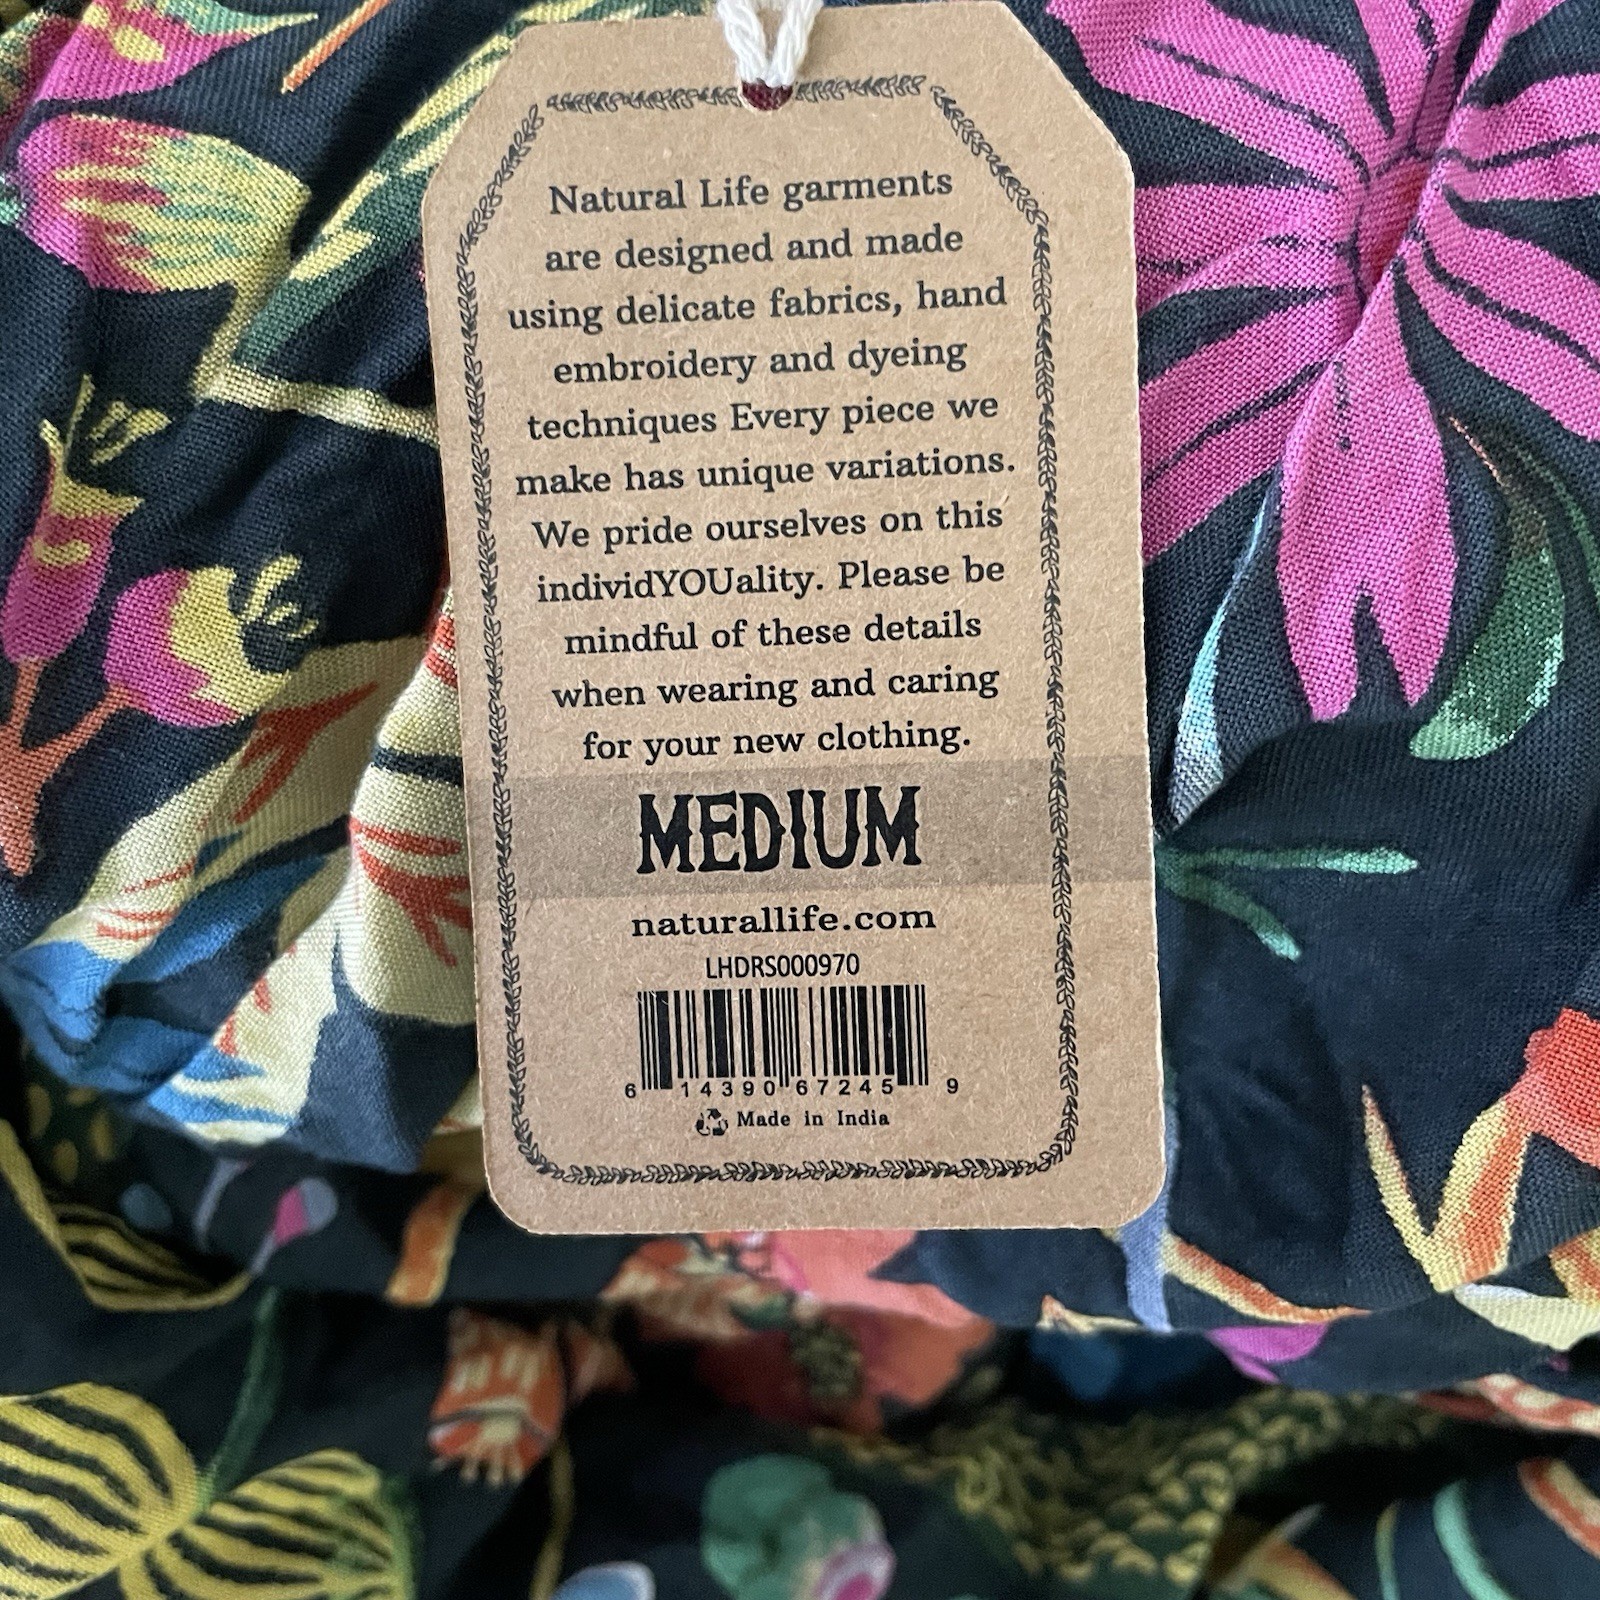 Natural Life garments
are designed and made
using delicate fabrics, hand
embroidery and dyeing
techniques Every piece we
make has unique variations.
We pride ourselves on this
individYOUality. Please be
mindful of these details
when wearing and caring
for your new clothing.
MEDIUM
naturallife.com
LHDRS000970
6 14390 67245 9
Made in India